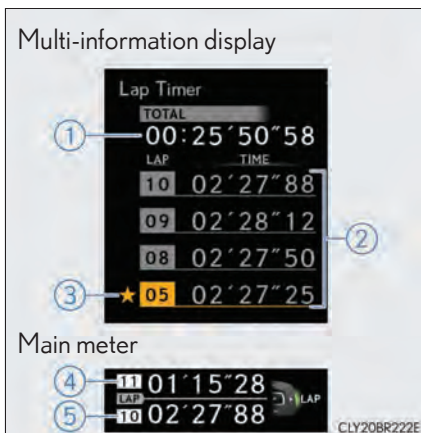 Multi-information display
Lap Timer
TOTAL
1 00:25′50″58
LAP TIME
10 02′27″88
09 02′28″12
2
08 02′27″50
3 ★ 05 02′27″25
Main meter
4 11 01′15″28
LAP LAP
5 10 02′27″88
CLY20BR222E